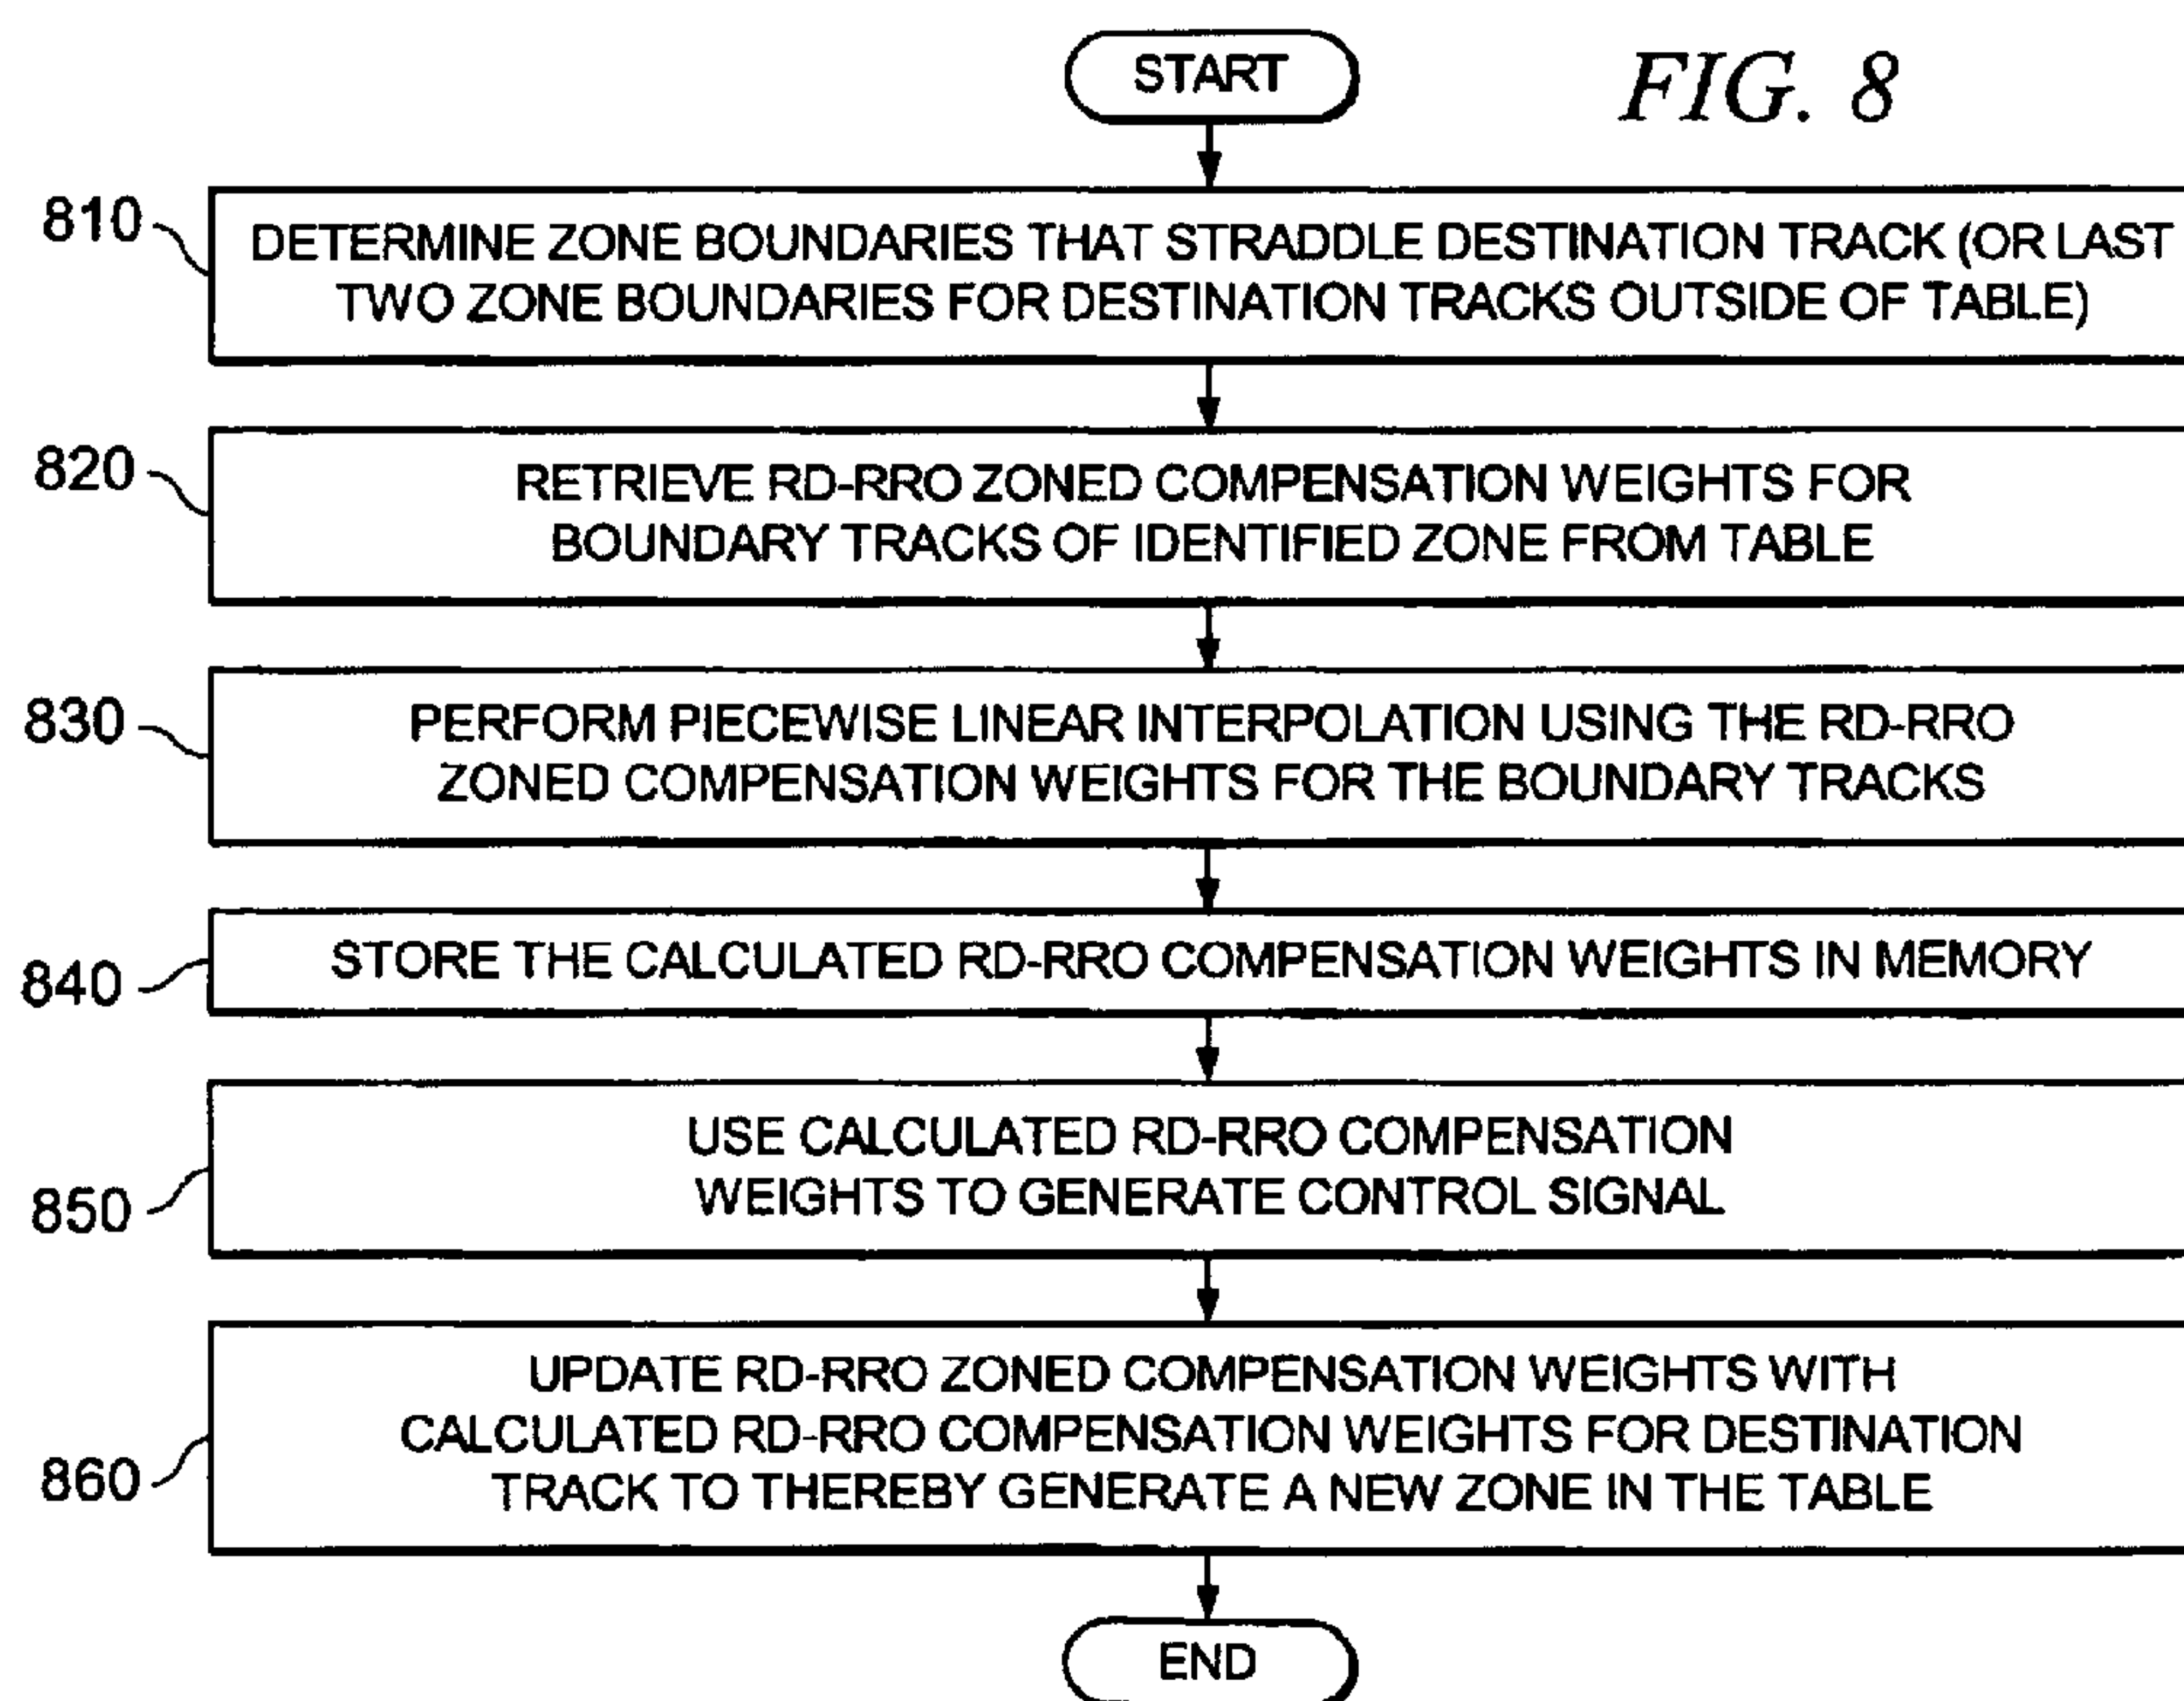 START
FIG. 8
810
DETERMINE ZONE BOUNDARIES THAT STRADDLE DESTINATION TRACK (OR LAST
TWO ZONE BOUNDARIES FOR DESTINATION TRACKS OUTSIDE OF TABLE)
820
RETRIEVE RD-RRO ZONED COMPENSATION WEIGHTS FOR
BOUNDARY TRACKS OF IDENTIFIED ZONE FROM TABLE
830
PERFORM PIECEWISE LINEAR INTERPOLATION USING THE RD-RRO
ZONED COMPENSATION WEIGHTS FOR THE BOUNDARY TRACKS
840
STORE THE CALCULATED RD-RRO COMPENSATION WEIGHTS IN MEMORY
850
USE CALCULATED RD-RRO COMPENSATION
WEIGHTS TO GENERATE CONTROL SIGNAL
860
UPDATE RD-RRO ZONED COMPENSATION WEIGHTS WITH
CALCULATED RD-RRO COMPENSATION WEIGHTS FOR DESTINATION
TRACK TO THEREBY GENERATE A NEW ZONE IN THE TABLE
END